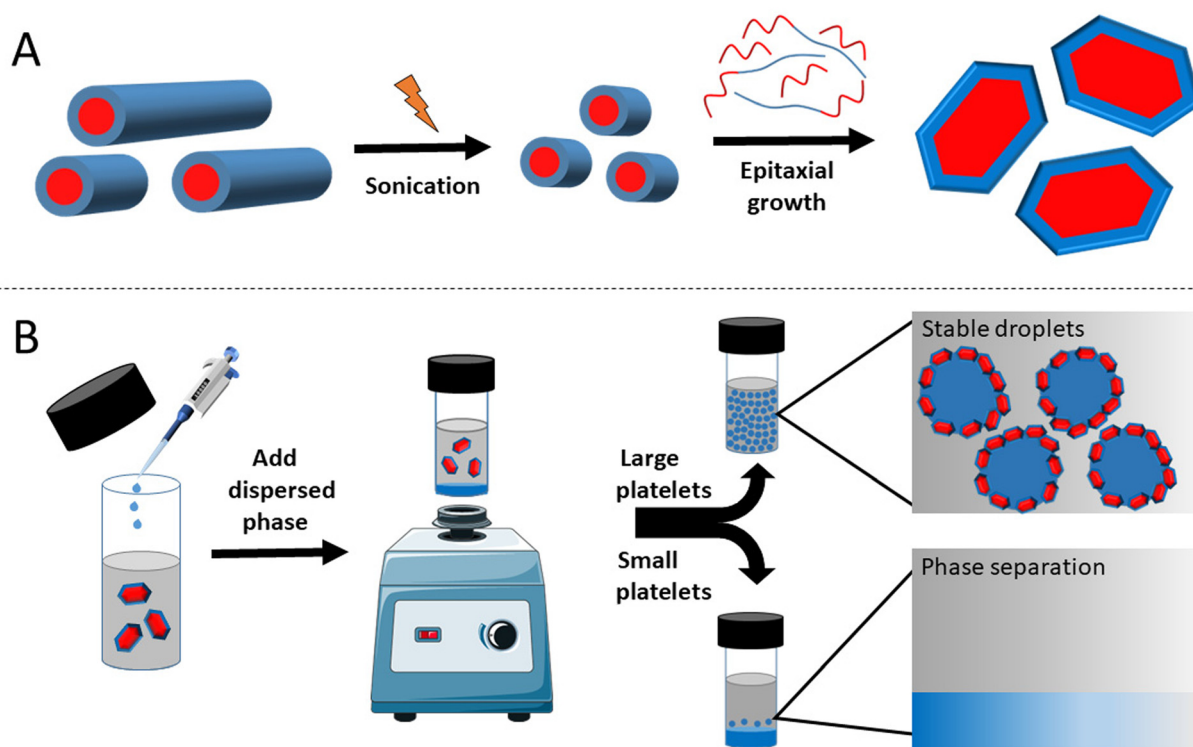 A
Sonication
Epitaxial
growth
B
Add
dispersed
phase
Large
platelets
Small
platelets
Stable droplets
Phase separation